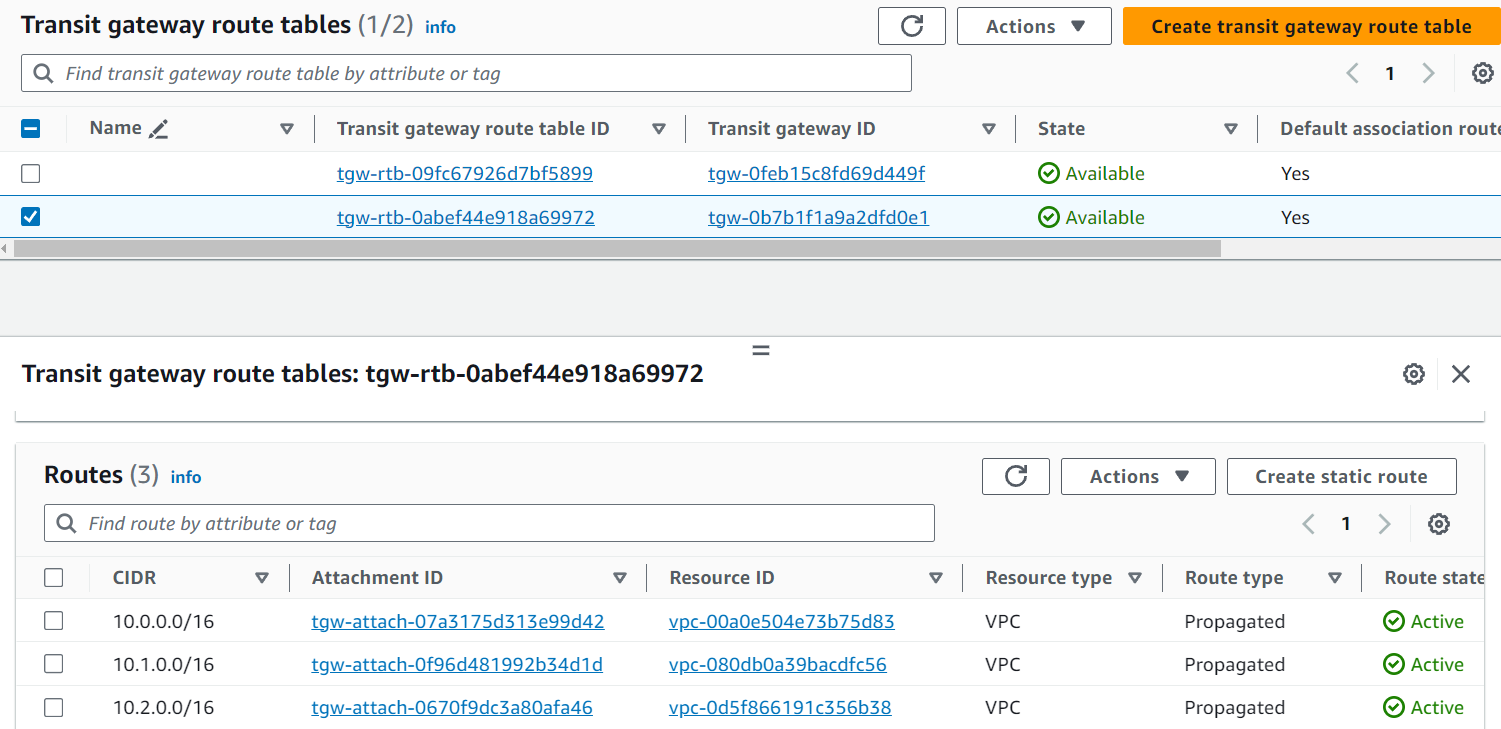 Transit gateway route tables (1/2) info Actions Create transit gateway route table
Find transit gateway route table by attribute or tag 1
Name Transit gateway route table ID Transit gateway ID State Default association route
tgw-rtb-09fc67926d7bf5899 tgw-0feb15c8fd69d449f Available Yes
tgw-rtb-0abef44e918a69972 tgw-0b7b1f1a9a2dfd0e1 Available Yes
Transit gateway route tables: tgw-rtb-0abef44e918a69972
Routes (3) info Actions Create static route
Find route by attribute or tag 1
CIDR Attachment ID Resource ID Resource type Route type Route state
10.0.0.0/16 tgw-attach-07a3175d313e99d42 vpc-00a0e504e73b75d83 VPC Propagated Active
10.1.0.0/16 tgw-attach-0f96d481992b34d1d vpc-080db0a39bacdfc56 VPC Propagated Active
10.2.0.0/16 tgw-attach-0670f9dc3a80afa46 vpc-0d5f866191c356b38 VPC Propagated Active